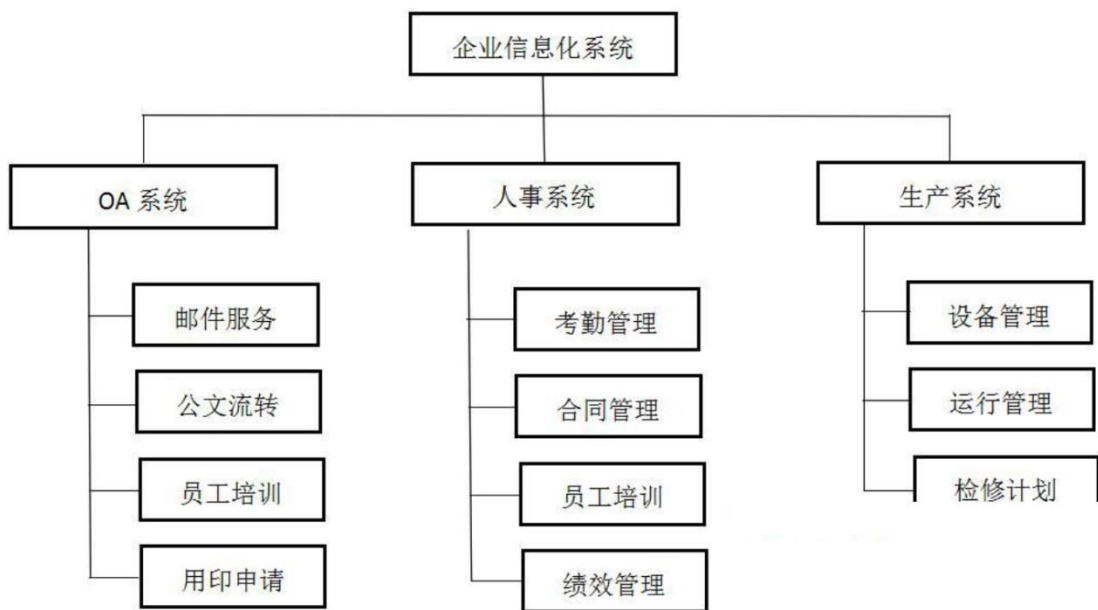 企业信息化系统
OA 系统
人事系统
生产系统
邮件服务
公文流转
员工培训
用印申请
考勤管理
合同管理
员工培训
绩效管理
设备管理
运行管理
检修计划